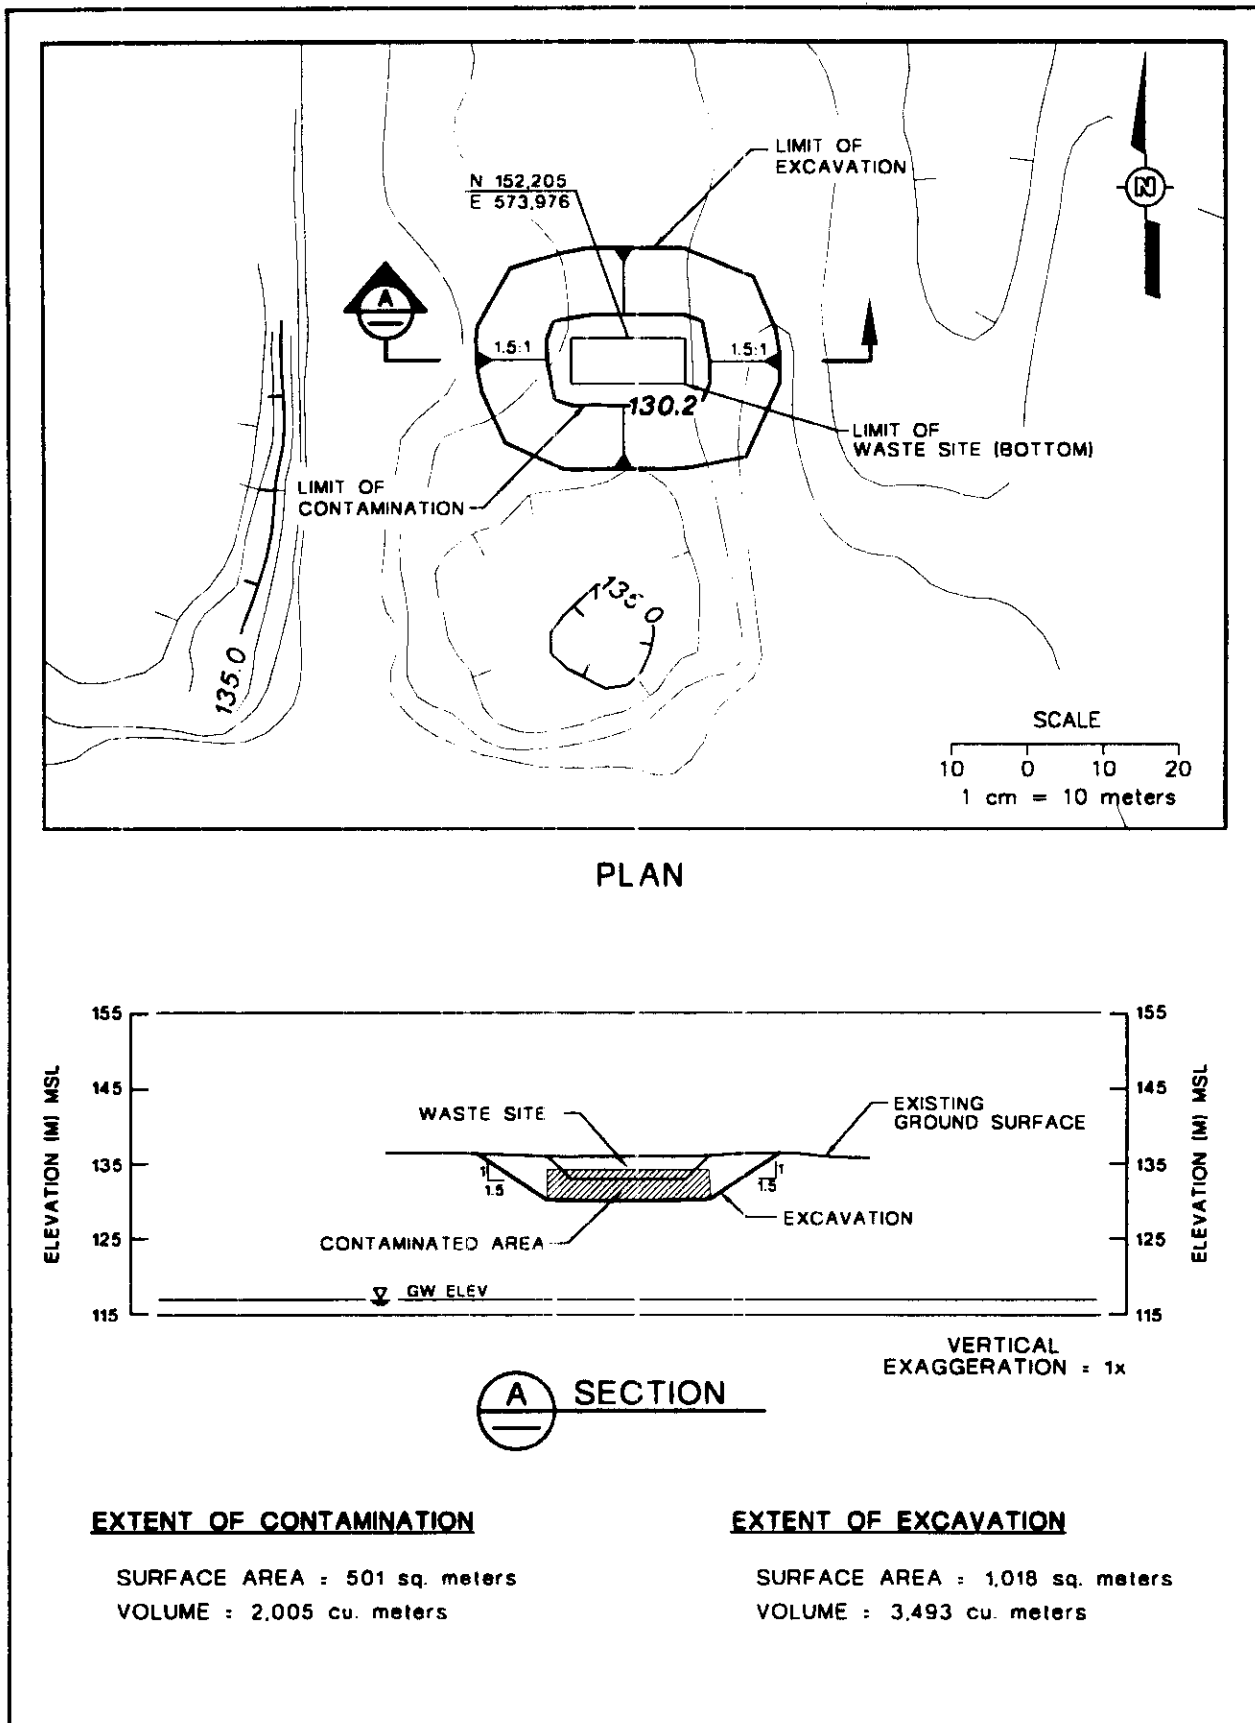 LIMIT OF
EXCAVATION
N 152,205
E 573,976
N
A
1.5:1
1.5:1
130.2
LIMIT OF
WASTE SITE (BOTTOM)
LIMIT OF
CONTAMINATION
135.0
135.0
SCALE
10 0 10 20
1 cm = 10 meters
PLAN
155
155
145
145
135
135
125
125
115
115
ELEVATION (M) MSL
ELEVATION (M) MSL
WASTE SITE
EXISTING
GROUND SURFACE
1
1.5
1
1.5
EXCAVATION
CONTAMINATED AREA
GW ELEV
VERTICAL
EXAGGERATION = 1x
A SECTION
EXTENT OF CONTAMINATION
SURFACE AREA = 501 sq. meters
VOLUME = 2,005 cu. meters
EXTENT OF EXCAVATION
SURFACE AREA = 1,018 sq. meters
VOLUME = 3,493 cu. meters